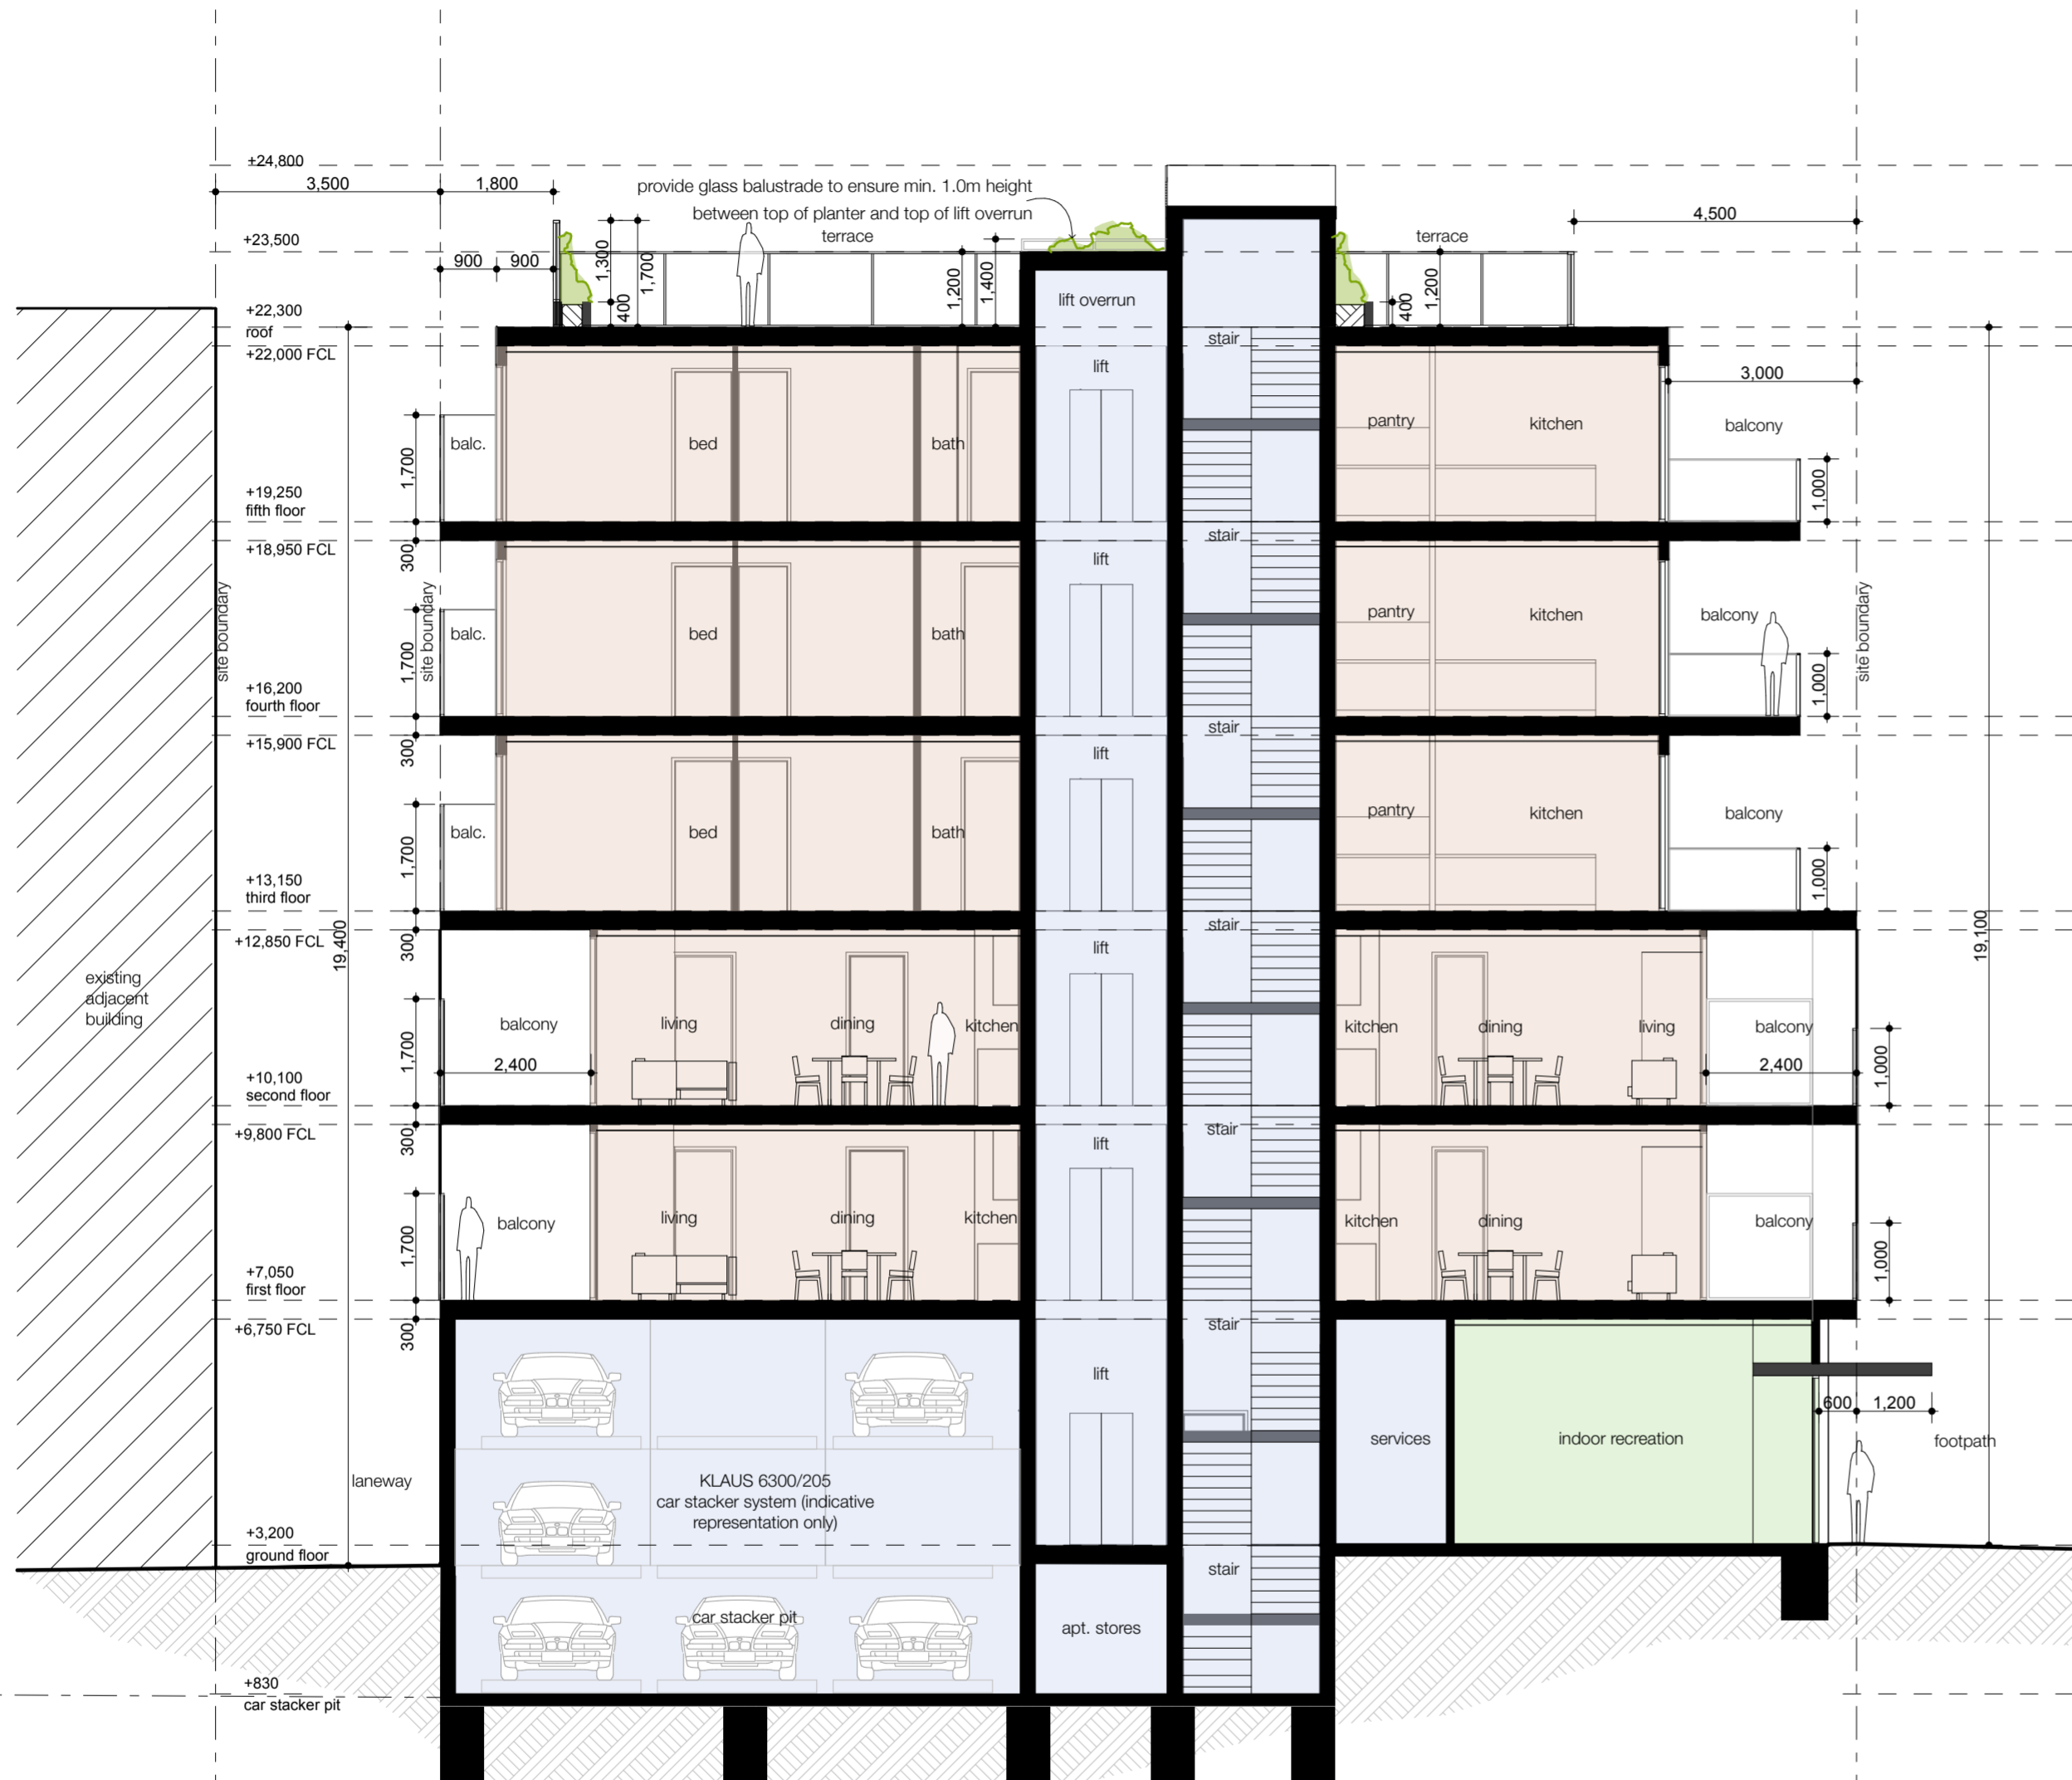 +24,800
3,500
1,800
provide glass balustrade to ensure min. 1.0m height
between top of planter and top of lift overrun
4,500
+23,500
terrace
terrace
900
900
1,300
1,700
400
1,200
1,400
400
1,200
lift overrun
+22,300
roof
+22,000 FCL
stair
lift
3,000
1,700
balc.
bed
bath
pantry
kitchen
balcony
1,000
+19,250
fifth floor
+18,950 FCL
300
stair
lift
site boundary
site boundary
site boundary
1,700
balc.
bed
bath
pantry
kitchen
balcony
1,000
+16,200
fourth floor
+15,900 FCL
300
stair
lift
1,700
balc.
bed
bath
pantry
kitchen
balcony
1,000
+13,150
third floor
+12,850 FCL
300
19,400
19,100
stair
lift
existing
adjacent
building
1,700
balcony
living
dining
kitchen
kitchen
dining
living
balcony
2,400
2,400
1,000
+10,100
second floor
+9,800 FCL
300
stair
lift
1,700
balcony
living
dining
kitchen
kitchen
dining
balcony
1,000
+7,050
first floor
+6,750 FCL
300
stair
lift
600
1,200
services
indoor recreation
footpath
laneway
KLAUS 6300/205
car stacker system (indicative
representation only)
+3,200
ground floor
stair
car stacker pit
apt. stores
+830
car stacker pit